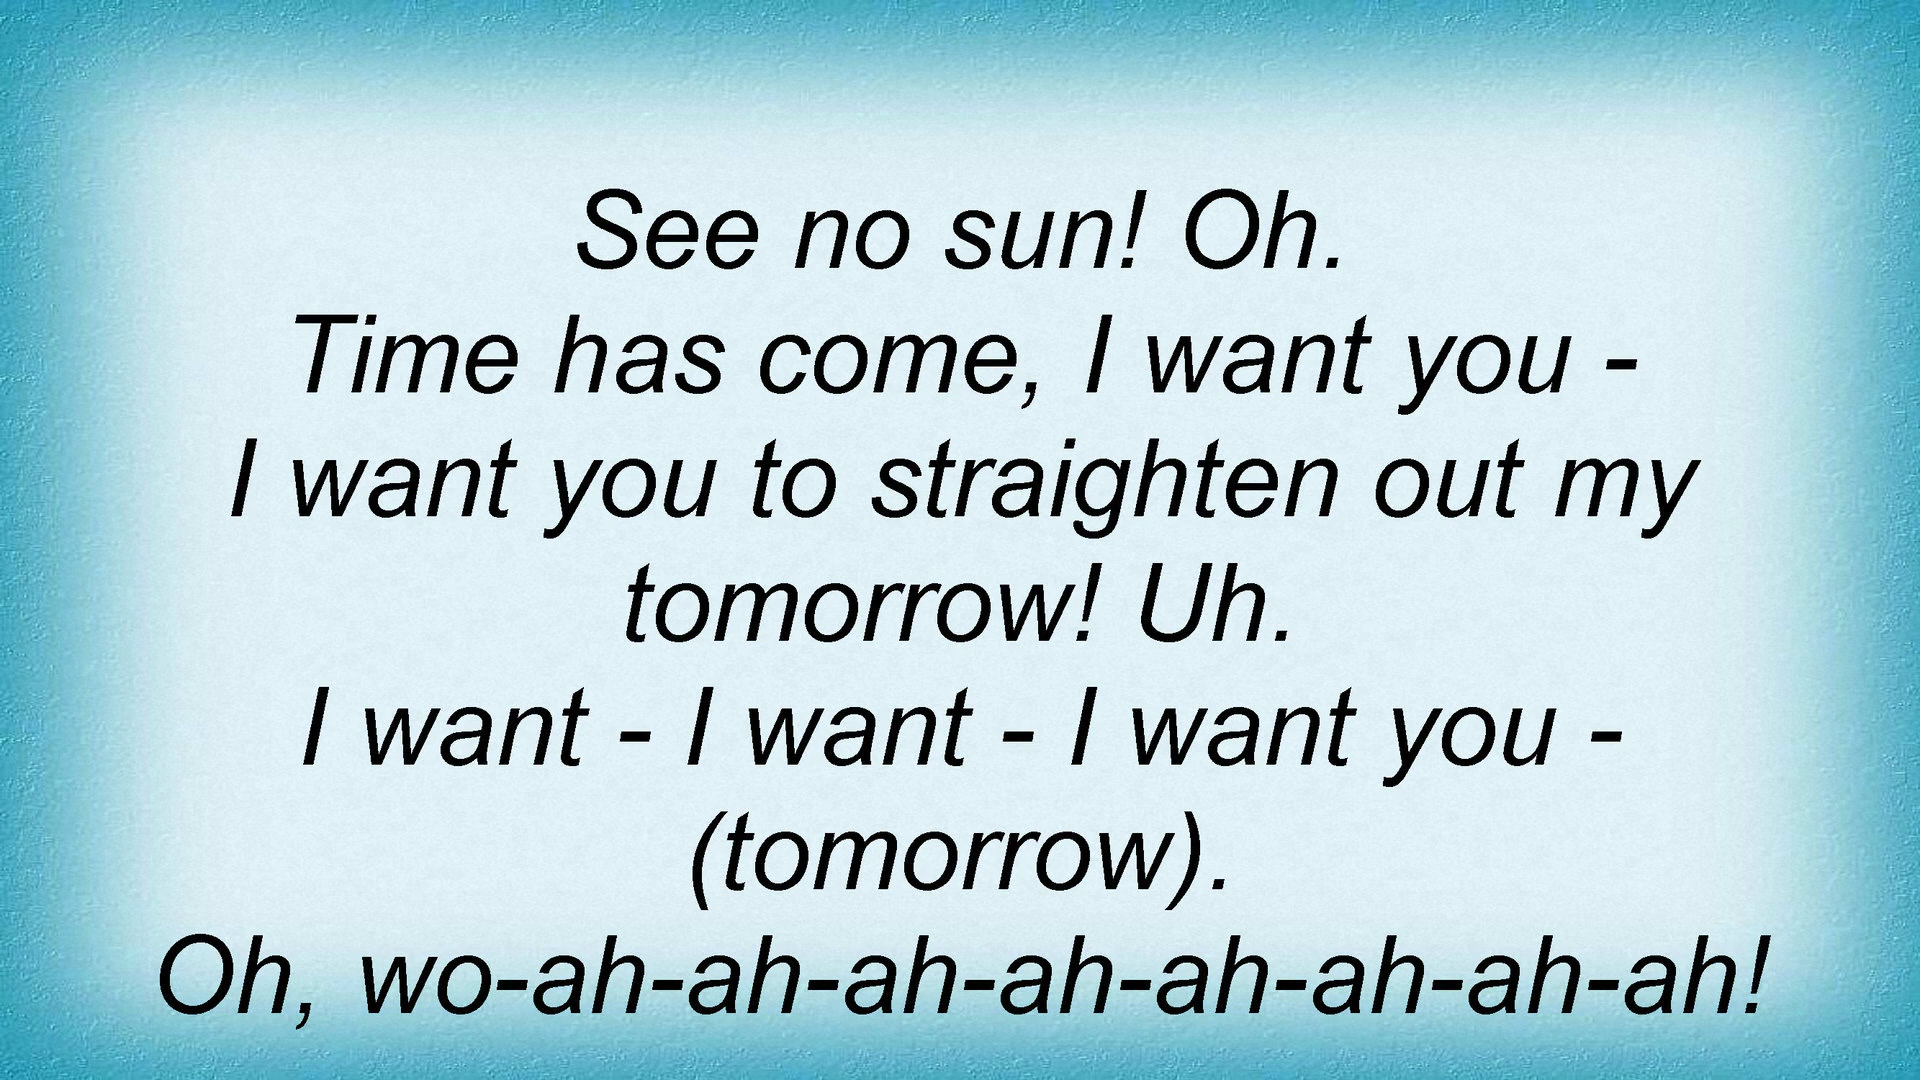 See no sun! Oh.
Time has come, I want you -
I want you to straighten out my
tomorrow! Uh.
I want - I want - I want you -
(tomorrow).
Oh, wo-ah-ah-ah-ah-ah-ah-ah-ah!